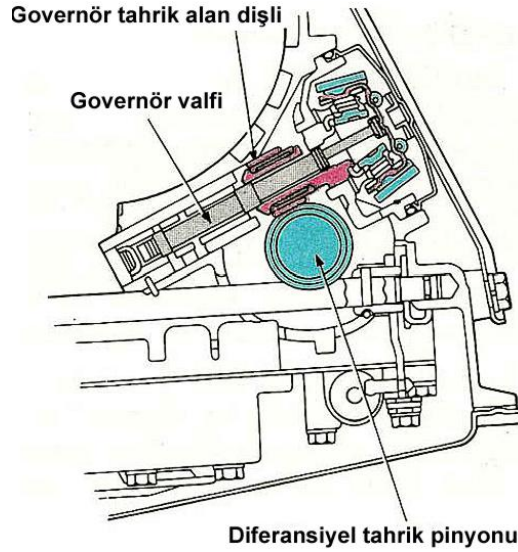 Governör tahrik alan dişli
Governör valfi
Diferansiyel tahrik pinyonu